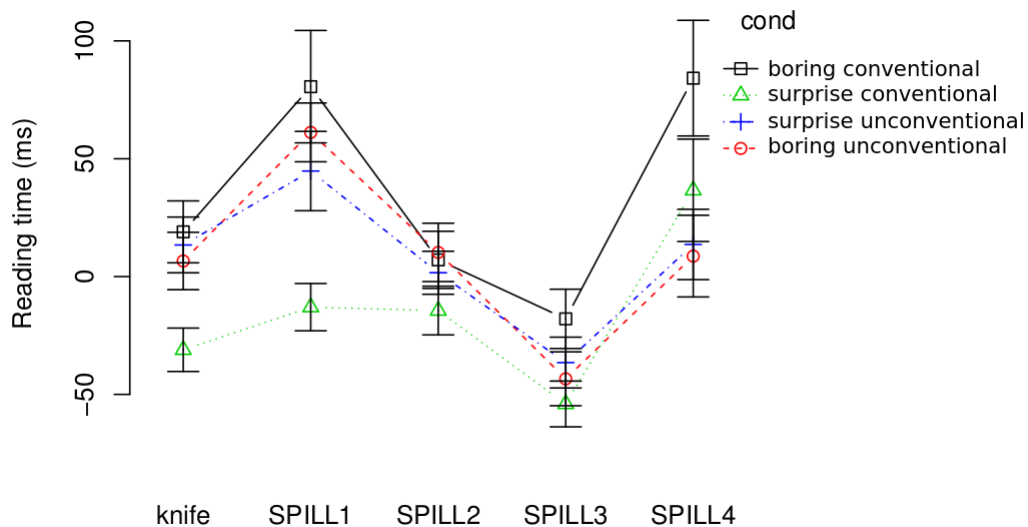 cond
boring conventional
surprise conventional
surprise unconventional
boring unconventional
Reading time (ms)
100
50
0
−50
knife SPILL1 SPILL2 SPILL3 SPILL4